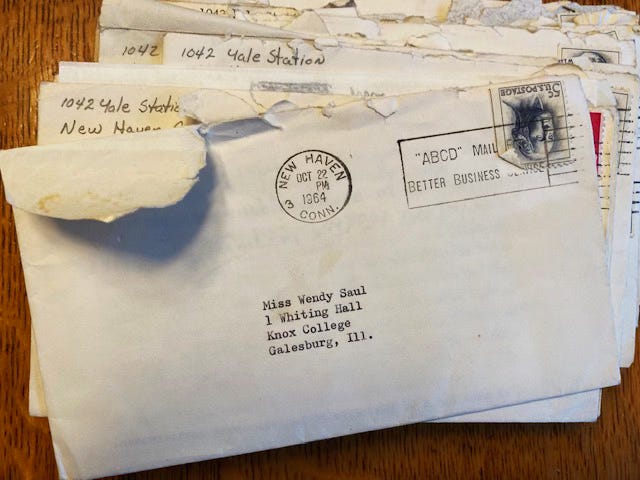 1042
1042 Yale Station
1042 Yale
New Haven
NEW HAVEN
OCT 22
PM
1964
3 CONN.
"ABCD" MAIL
BETTER BUSINESS
5¢
U.S. POSTAGE
Miss Wendy Saul
1 Whiting Hall
Knox College
Galesburg, Ill.